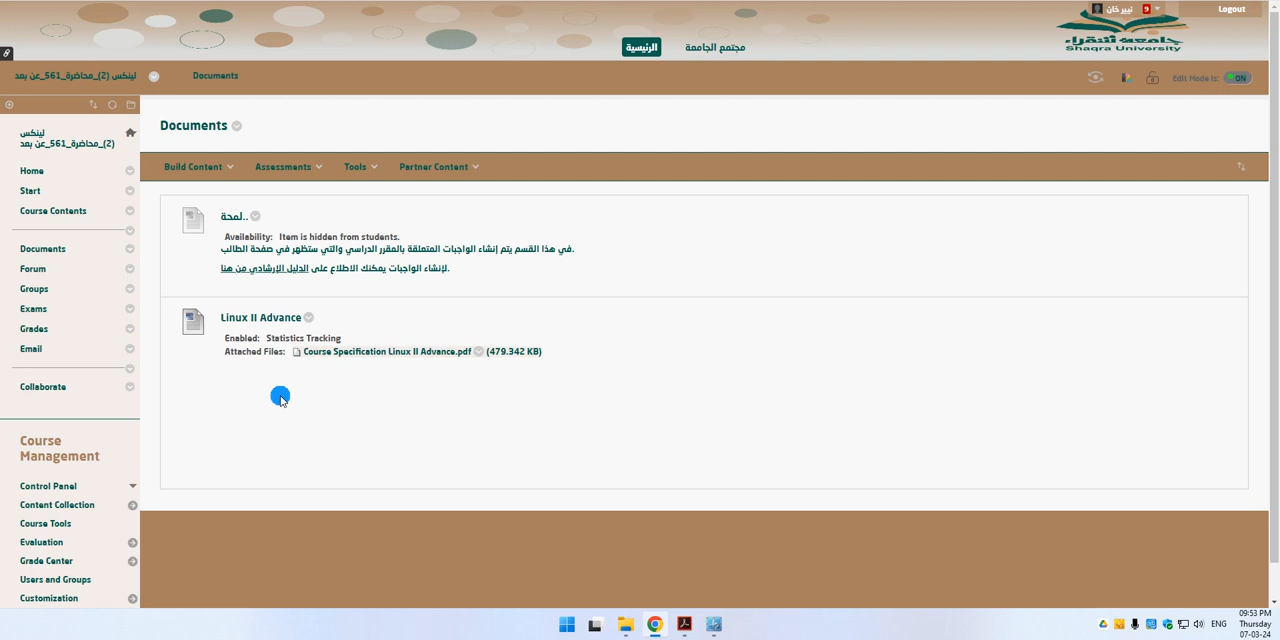 نيير خان
9
Logout
الرئيسية
مجتمع الجامعة
جامعة شقراء
Shaqra University
لينكس (2)_محاضرة_561_عن بعد
Documents
Edit Mode is:
ON
لينكس
(2)_محاضرة_561_عن بعد
Home
Start
Course Contents
Documents
Forum
Groups
Exams
Grades
Email
Collaborate
Course
Management
Control Panel
Content Collection
Course Tools
Evaluation
Grade Center
Users and Groups
Customization
Documents
Build Content
Assessments
Tools
Partner Content
لمحة..
Availability: Item is hidden from students.
في هذا القسم يتم إنشاء الواجبات المتعلقة بالمقرر الدراسي والتي ستظهر في صفحة الطالب.
لإنشاء الواجبات يمكنك الاطلاع على الدليل الإرشادي من هنا.
Linux II Advance
Enabled: Statistics Tracking
Attached Files: Course Specification Linux II Advance.pdf (479.342 KB)
ENG
09:53 PM
Thursday
07-03-24